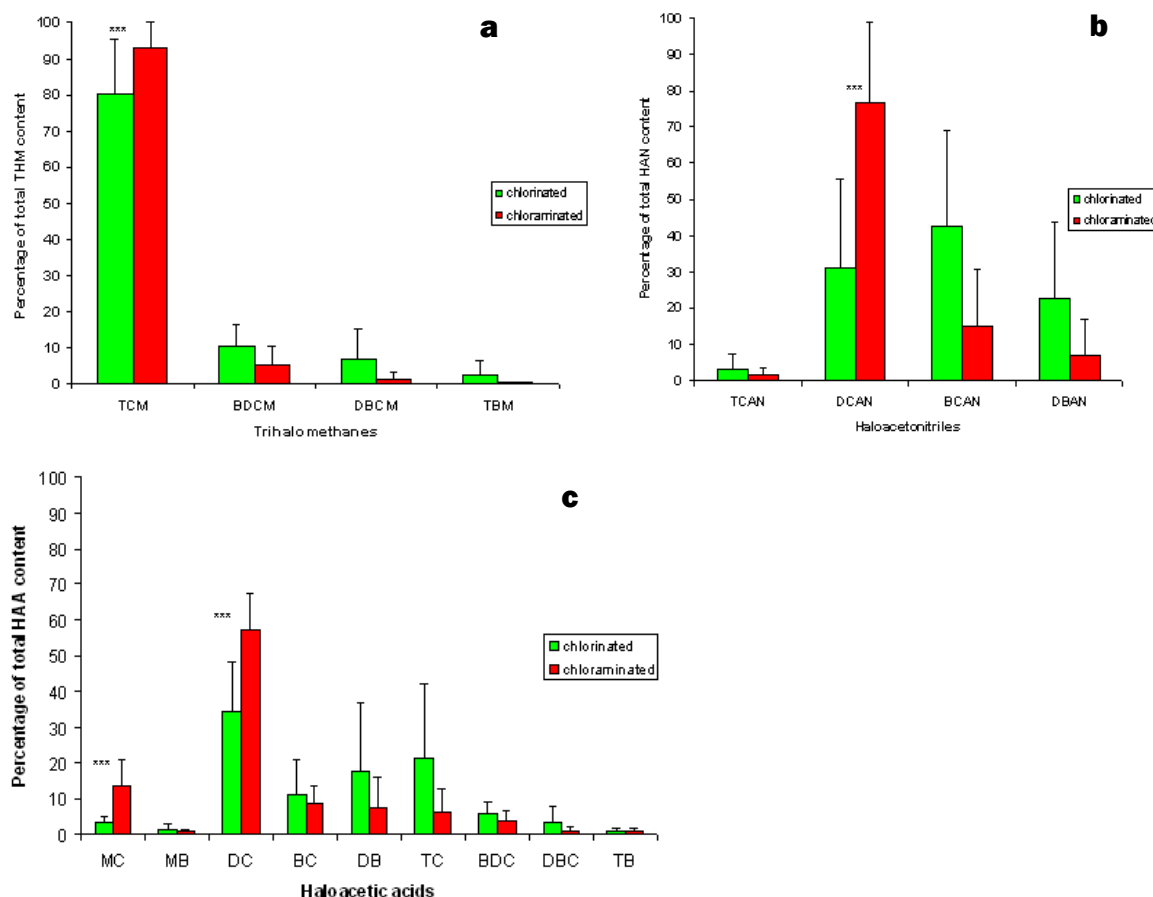 a
Percentage of total THM content
100
90
80
70
60
50
40
30
20
10
0
***
chlorinated
chloraminated
TCM BDCM DBCM TBM
Trihalo methanes
b
Percentage of total HAN content
100
90
80
70
60
50
40
30
20
10
0
***
chlorinated
chloraminated
TCAN DCAN BCAN DBAN
Haloacetonitriles
c
Percentage of total HAA content
100
90
80
70
60
50
40
30
20
10
0
***
***
chlorinated
chloraminated
MC MB DC BC DB TC BDC DBC TB
Haloacetic acids